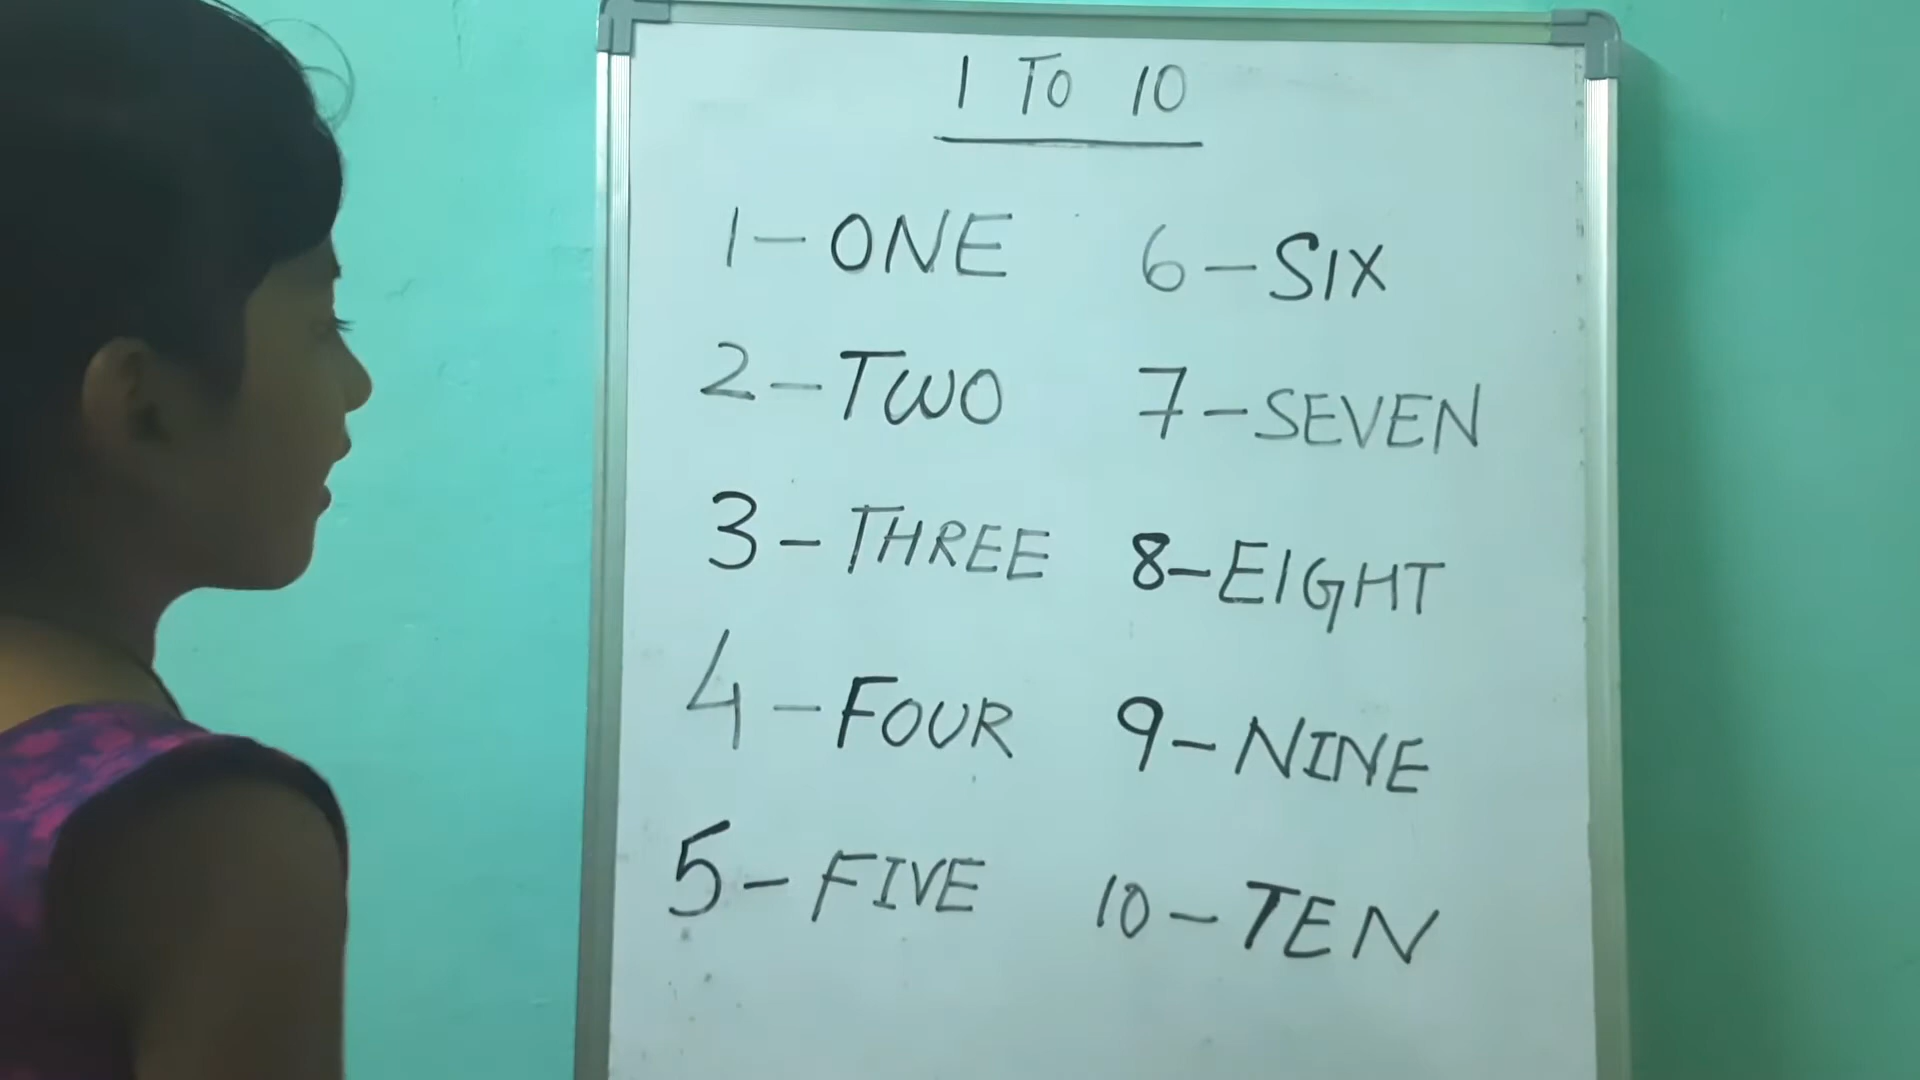 1 TO 10
1 - ONE
2 - TWO
3 - THREE
4 - FOUR
5 - FIVE
6 - SIX
7 - SEVEN
8 - EIGHT
9 - NINE
10 - TEN